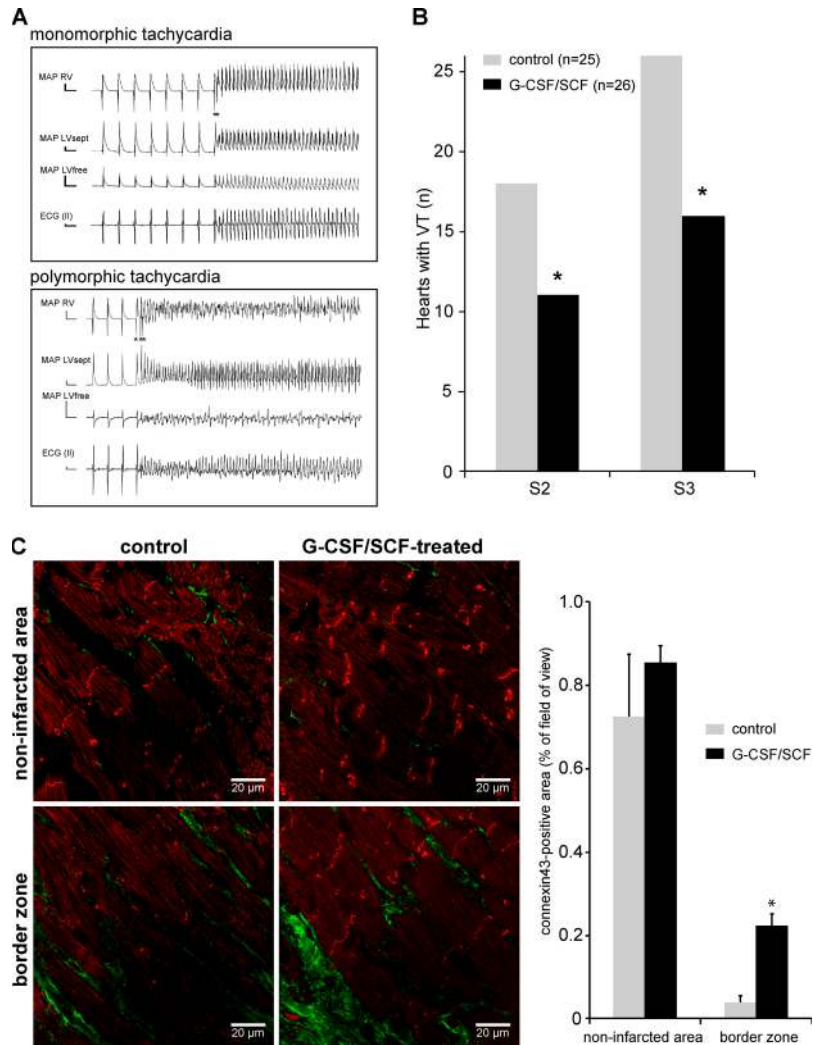 A
monomorphic tachycardia
MAP RV
MAP LVsept
MAP LVfree
ECG (II)
polymorphic tachycardia
MAP RV
MAP LVsept
MAP LVfree
ECG (II)
B
control (n=25)
G-CSF/SCF (n=26)
Hearts with VT (n)
25
20
15
10
5
0
S2
S3
*
*
C
control
G-CSF/SCF-treated
non-infarcted area
border zone
20 µm
20 µm
20 µm
20 µm
connexin43-positive area (% of field of view)
1.0
0.8
0.6
0.4
0.2
0
control
G-CSF/SCF
*
non-infarcted area
border zone